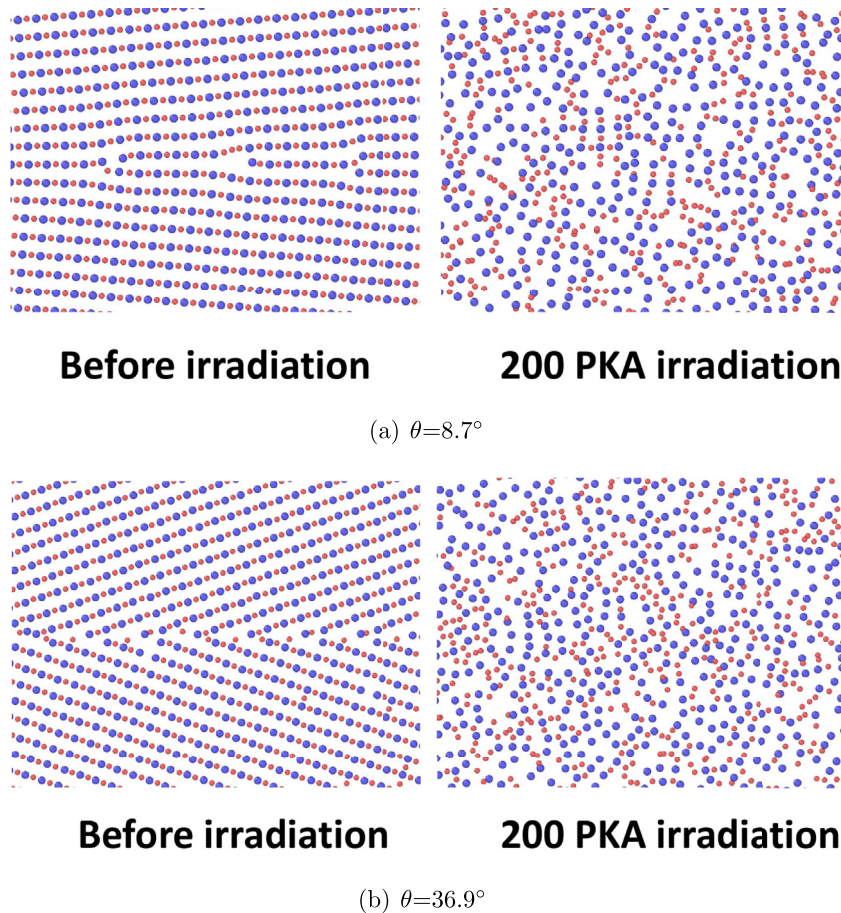 Before irradiation 200 PKA irradiation
(a) θ=8.7°
Before irradiation 200 PKA irradiation
(b) θ=36.9°